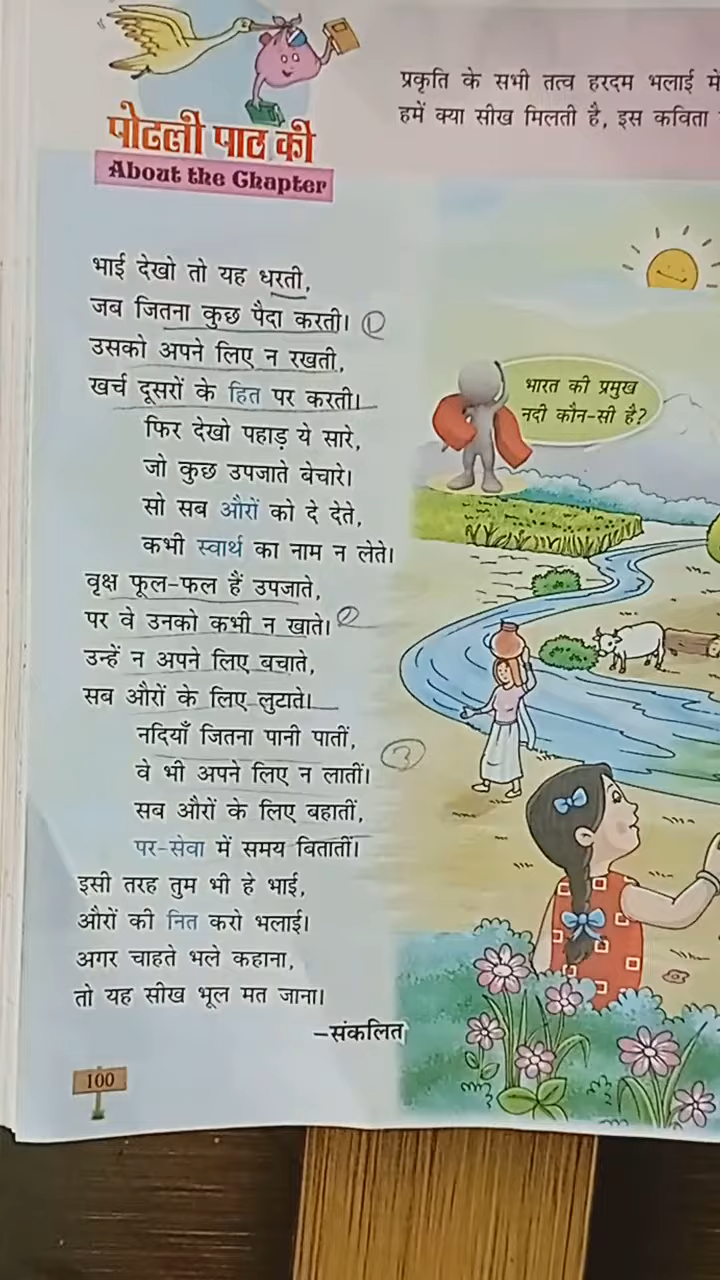 पोटली पाठ की
About the Chapter
प्रकृति के सभी तत्व हरदम भलाई में
हमें क्या सीख मिलती है, इस कविता
भाई देखो तो यह धरती,
जब जितना कुछ पैदा करती। 1
उसको अपने लिए न रखती,
खर्च दूसरों के हित पर करती।
फिर देखो पहाड़ ये सारे,
जो कुछ उपजाते बेचारे।
सो सब औरों को दे देते,
कभी स्वार्थ का नाम न लेते।
वृक्ष फूल-फल हैं उपजाते,
पर वे उनको कभी न खाते। 2
उन्हें न अपने लिए बचाते,
सब औरों के लिए लुटाते।
नदियाँ जितना पानी पातीं,
वे भी अपने लिए न लातीं। 3
सब औरों के लिए बहातीं,
पर-सेवा में समय बितातीं।
इसी तरह तुम भी हे भाई,
औरों की नित करो भलाई।
अगर चाहते भले कहाना,
तो यह सीख भूल मत जाना।
–संकलित
भारत की प्रमुख
नदी कौन-सी है?
100